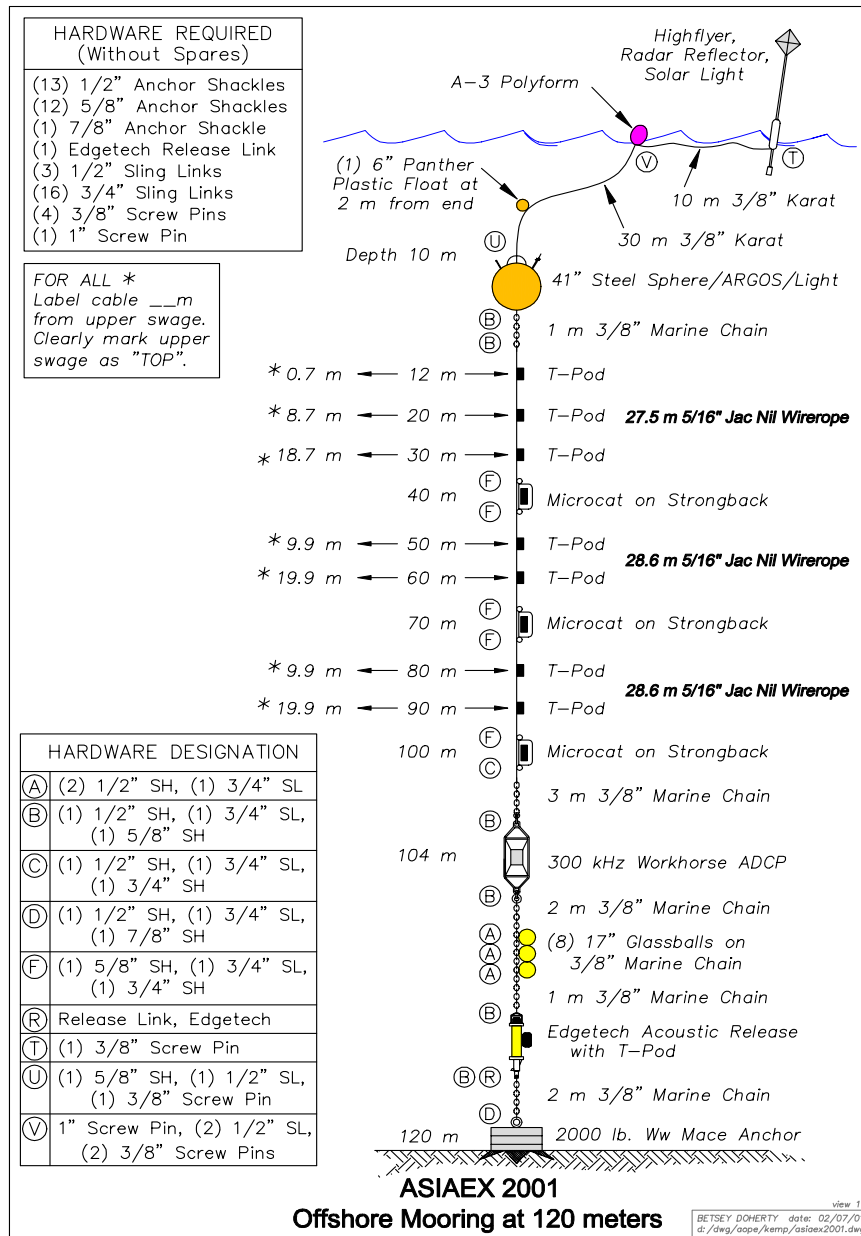 HARDWARE REQUIRED
(Without Spares)
(13) 1/2" Anchor Shackles
(12) 5/8" Anchor Shackles
(1) 7/8" Anchor Shackle
(1) Edgetech Release Link
(3) 1/2" Sling Links
(16) 3/4" Sling Links
(4) 3/8" Screw Pins
(1) 1" Screw Pin
FOR ALL *
Label cable __m
from upper swage.
Clearly mark upper
swage as "TOP".
Highflyer,
Radar Reflector,
Solar Light
A-3 Polyform
V
T
(1) 6" Panther
Plastic Float at
2 m from end
10 m 3/8" Karat
30 m 3/8" Karat
U
Depth 10 m
41" Steel Sphere/ARGOS/Light
B
B
1 m 3/8" Marine Chain
* 0.7 m 12 m T-Pod
* 8.7 m 20 m T-Pod 27.5 m 5/16" Jac Nil Wirerope
* 18.7 m 30 m T-Pod
F
40 m Microcat on Strongback
F
* 9.9 m 50 m T-Pod
28.6 m 5/16" Jac Nil Wirerope
* 19.9 m 60 m T-Pod
F
70 m Microcat on Strongback
F
* 9.9 m 80 m T-Pod
28.6 m 5/16" Jac Nil Wirerope
* 19.9 m 90 m T-Pod
F
100 m Microcat on Strongback
C
3 m 3/8" Marine Chain
B
104 m 300 kHz Workhorse ADCP
B
2 m 3/8" Marine Chain
A
A
A
(8) 17" Glassballs on
3/8" Marine Chain
1 m 3/8" Marine Chain
B
Edgetech Acoustic Release
with T-Pod
B R
2 m 3/8" Marine Chain
D
120 m 2000 lb. Ww Mace Anchor
HARDWARE DESIGNATION
A (2) 1/2" SH, (1) 3/4" SL
B (1) 1/2" SH, (1) 3/4" SL,
(1) 5/8" SH
C (1) 1/2" SH, (1) 3/4" SL,
(1) 3/4" SH
D (1) 1/2" SH, (1) 3/4" SL,
(1) 7/8" SH
F (1) 5/8" SH, (1) 3/4" SL,
(1) 3/4" SH
R Release Link, Edgetech
T (1) 3/8" Screw Pin
U (1) 5/8" SH, (1) 1/2" SL,
(1) 3/8" Screw Pin
V 1" Screw Pin, (2) 1/2" SL,
(2) 3/8" Screw Pins
ASIAEX 2001
Offshore Mooring at 120 meters
view 1
BETSEY DOHERTY date: 02/07/0
d:/dwg/aope/kemp/asiaex2001.dw